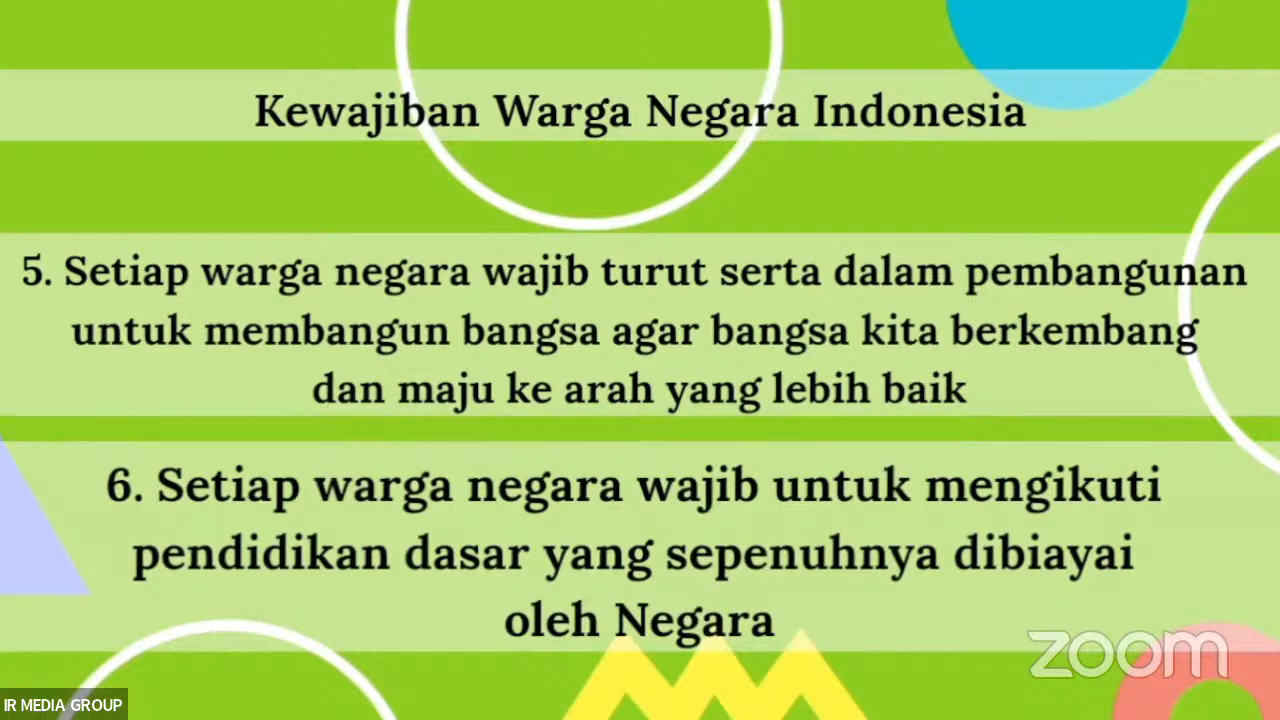 Kewajiban Warga Negara Indonesia
5. Setiap warga negara wajib turut serta dalam pembangunan
untuk membangun bangsa agar bangsa kita berkembang
dan maju ke arah yang lebih baik
6. Setiap warga negara wajib untuk mengikuti
pendidikan dasar yang sepenuhnya dibiayai
oleh Negara
zoom
IR MEDIA GROUP